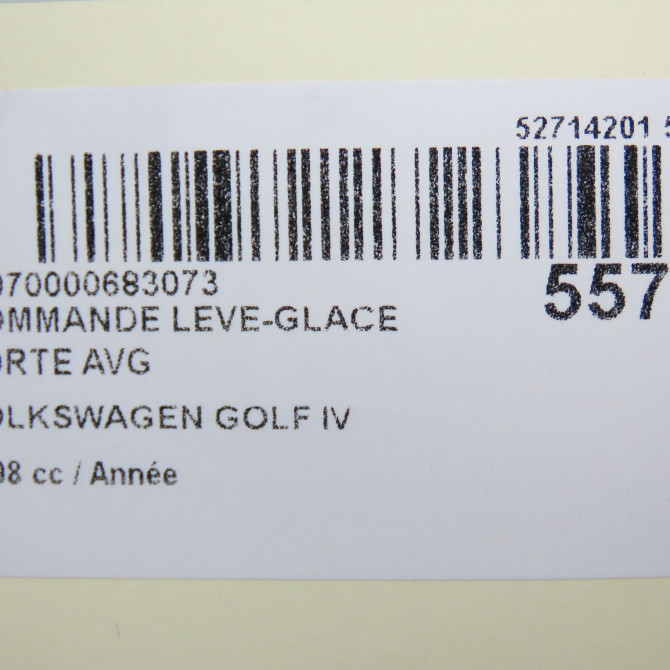 52714201 5
070000683073
557
OMMANDE LEVE-GLACE
ORTE AVG
OLKSWAGEN GOLF IV
98 cc / Année